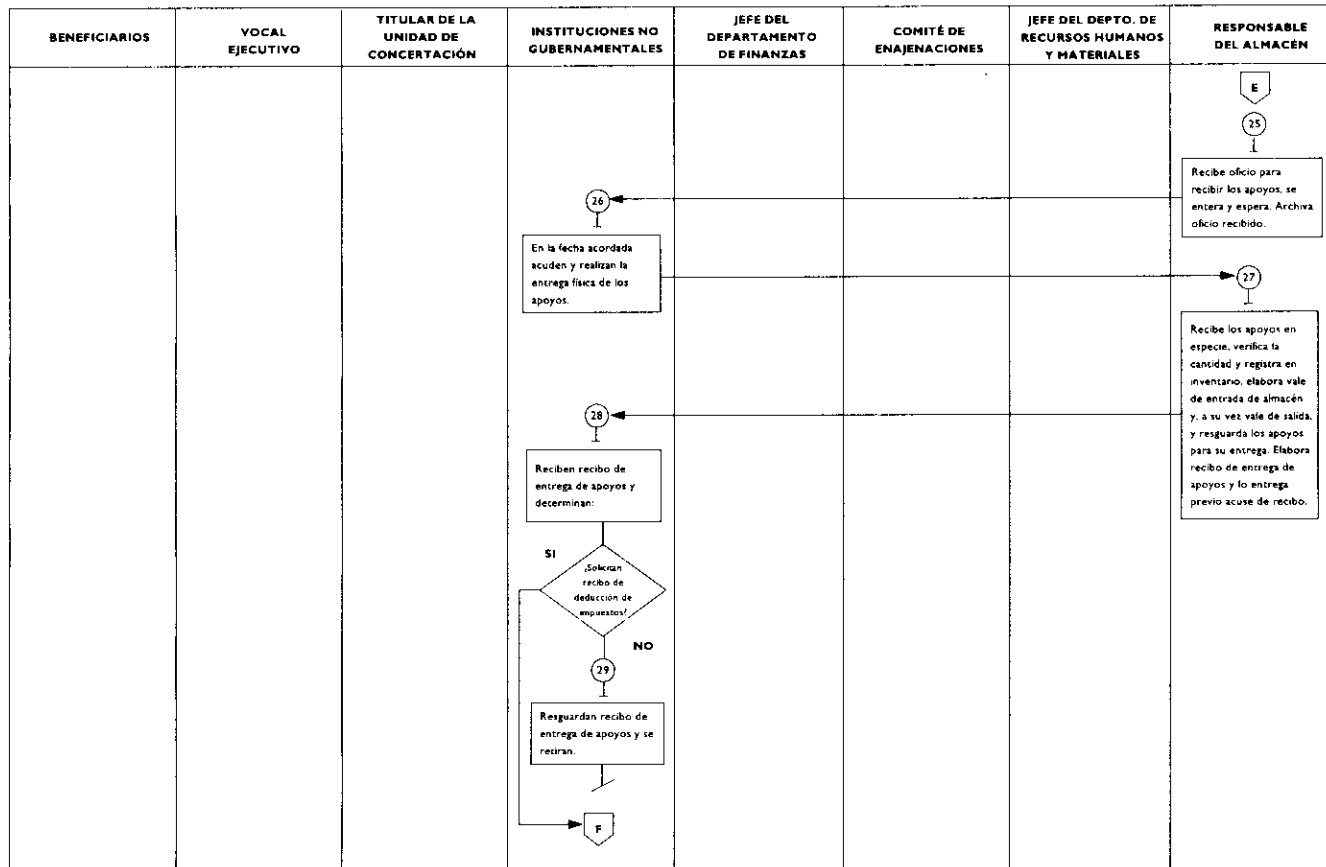 BENEFICIARIOS
VOCAL
EJECUTIVO
TITULAR DE LA
UNIDAD DE
CONCERTACIÓN
INSTITUCIONES NO
GUBERNAMENTALES
JEFE DEL
DEPARTAMENTO
DE FINANZAS
COMITÉ DE
ENAJENACIONES
JEFE DEL DEPTO. DE
RECURSOS HUMANOS
Y MATERIALES
RESPONSABLE
DEL ALMACÉN
E
25
Recibe oficio para
recibir los apoyos, se
entera y espera. Archiva
oficio recibido.
26
En la fecha acordada
acuden y realizan la
entrega física de los
apoyos.
27
Recibe los apoyos en
especie, verifica la
cantidad y registra en
inventario, elabora vale
de entrada de almacén
y, a su vez vale de salida,
y resguarda los apoyos
para su entrega. Elabora
recibo de entrega de
apoyos y lo entrega
previo acuse de recibo.
28
Reciben recibo de
entrega de apoyos y
determinan:
SI
¿Solicitan
recibo de
deducción de
impuestos?
NO
29
Resguardan recibo de
entrega de apoyos y se
retiran.
F